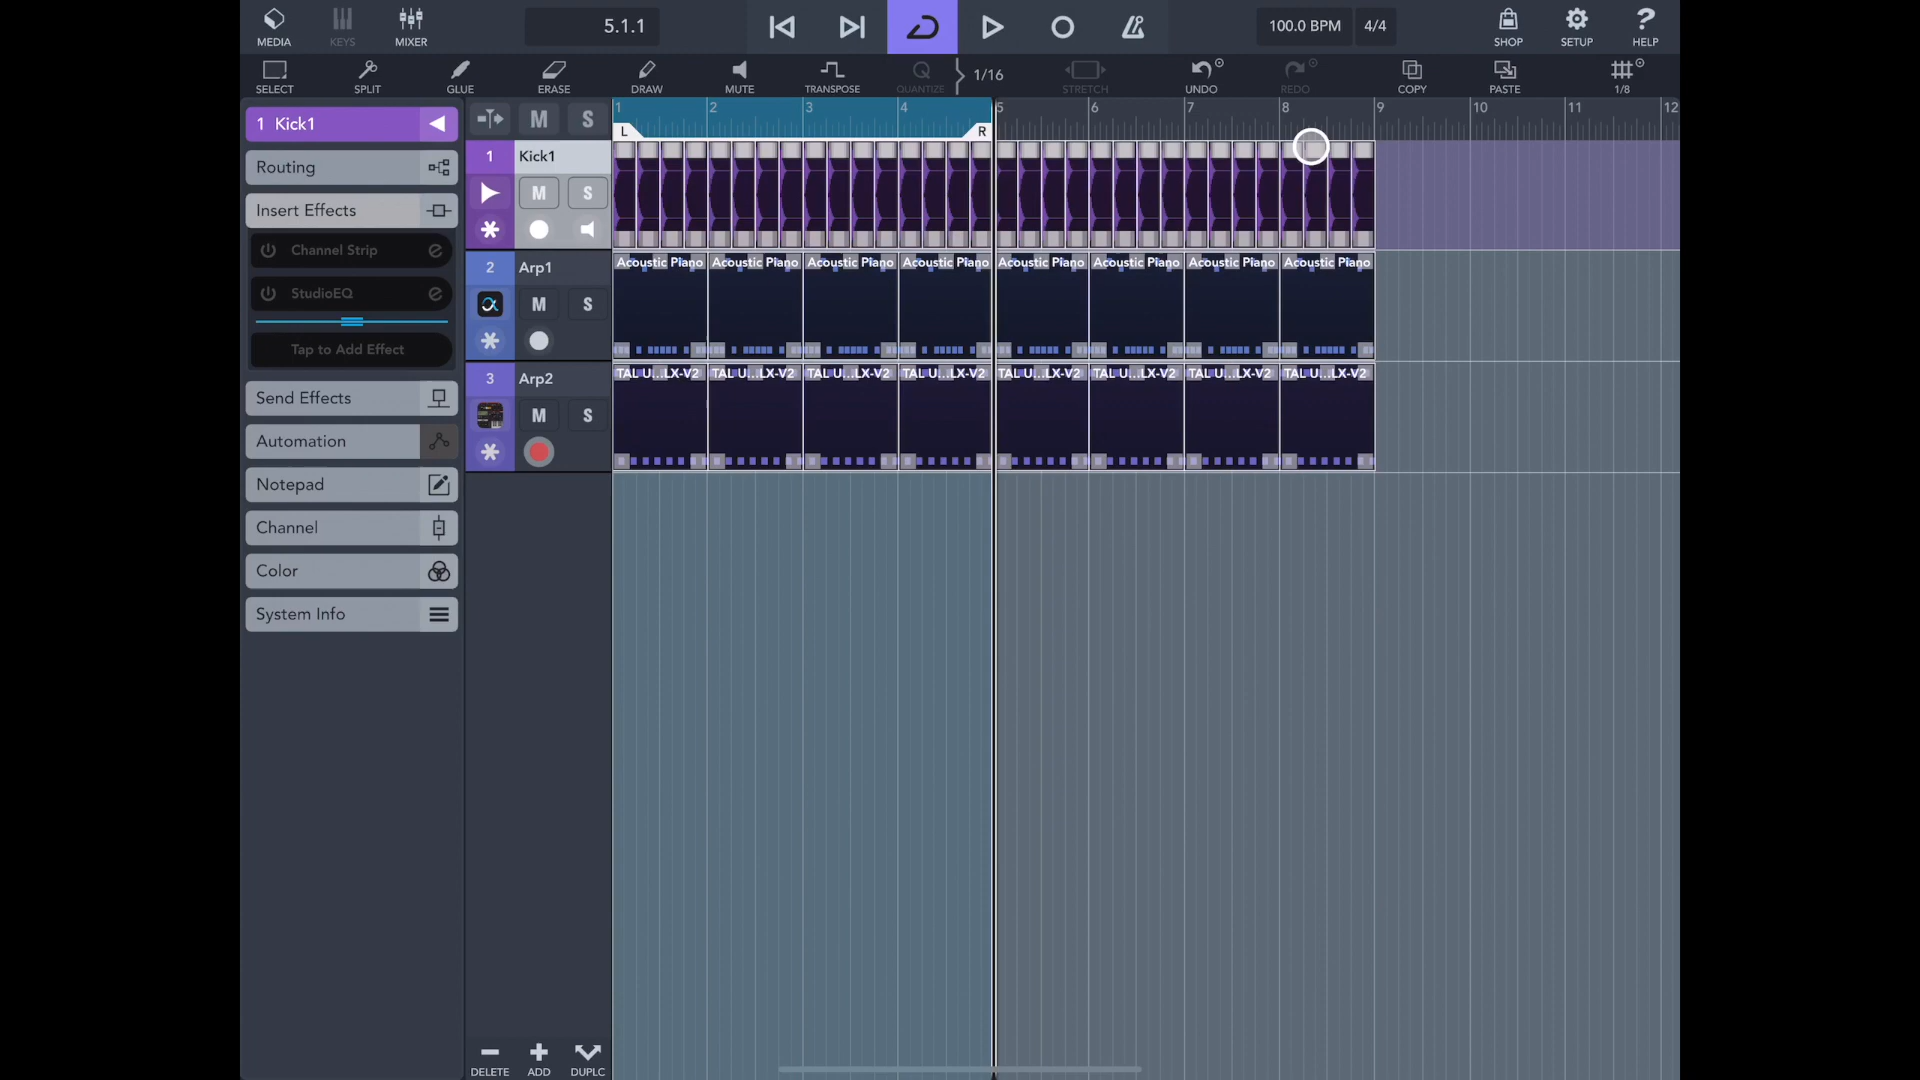 MEDIA KEYS MIXER 5.1.1 100.0 BPM 4/4 SHOP SETUP HELP
SELECT SPLIT GLUE ERASE DRAW MUTE TRANSPOSE QUANTIZE 1/16 STRETCH UNDO REDO COPY PASTE 1/8
1 Kick1 M S 1 2 3 4 5 6 7 8 9 10 11 12
L R
1 Kick1
Routing
M S
Insert Effects
Channel Strip
2 Arp1 Acoustic Piano Acoustic Piano Acoustic Piano Acoustic Piano Acoustic Piano Acoustic Piano Acoustic Piano Acoustic Piano
StudioEQ
M S
Tap to Add Effect
3 Arp2 TAL U...LX-V2 TAL U...LX-V2 TAL U...LX-V2 TAL U...LX-V2 TAL U...LX-V2 TAL U...LX-V2 TAL U...LX-V2 TAL U...LX-V2
Send Effects
M S
Automation
Notepad
Channel
Color
System Info
DELETE ADD DUPLC